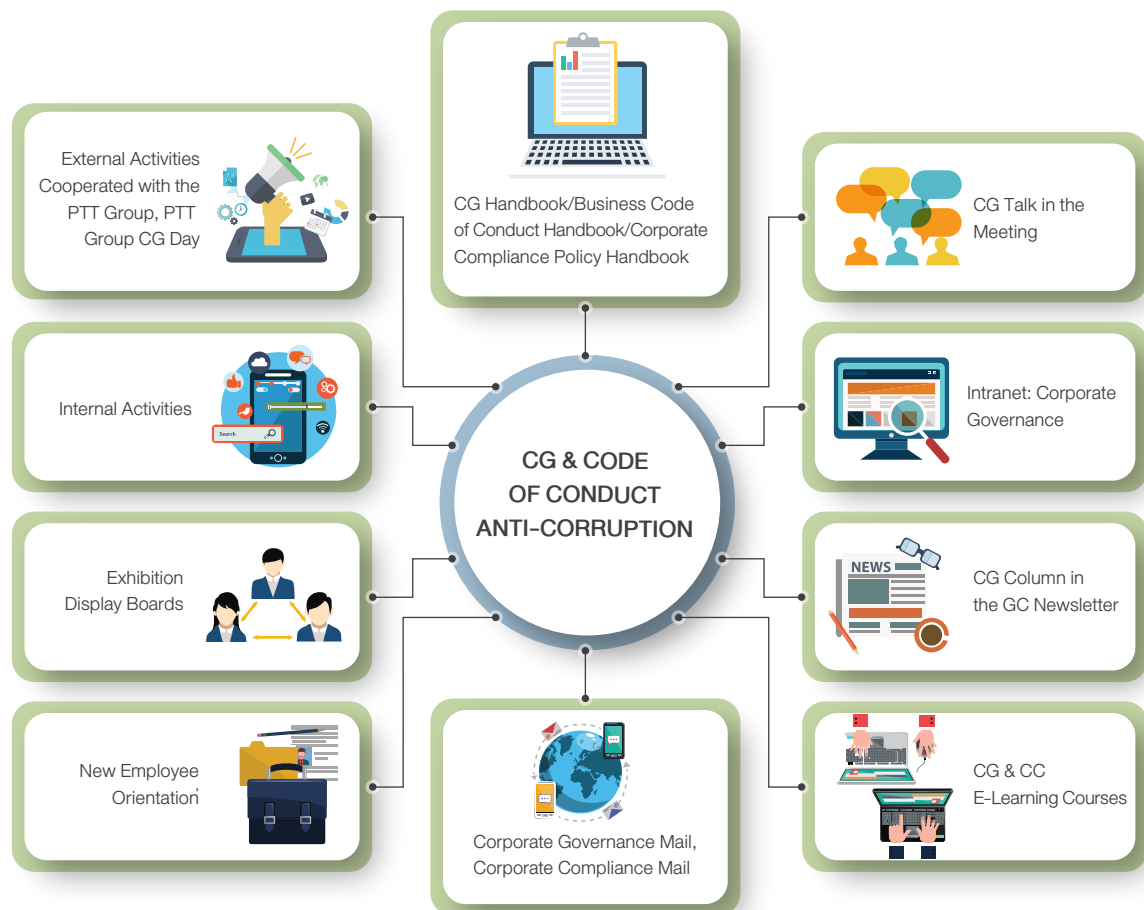 External Activities
Cooperated with the
PTT Group, PTT
Group CG Day
CG Handbook/Business Code
of Conduct Handbook/Corporate
Compliance Policy Handbook
CG Talk in the
Meeting
Internal Activities
Search
Intranet: Corporate
Governance
CG & CODE
OF CONDUCT
ANTI-CORRUPTION
Exhibition
Display Boards
NEWS
CG Column in
the GC Newsletter
New Employee
Orientation
Corporate Governance Mail,
Corporate Compliance Mail
CG & CC
E-Learning Courses